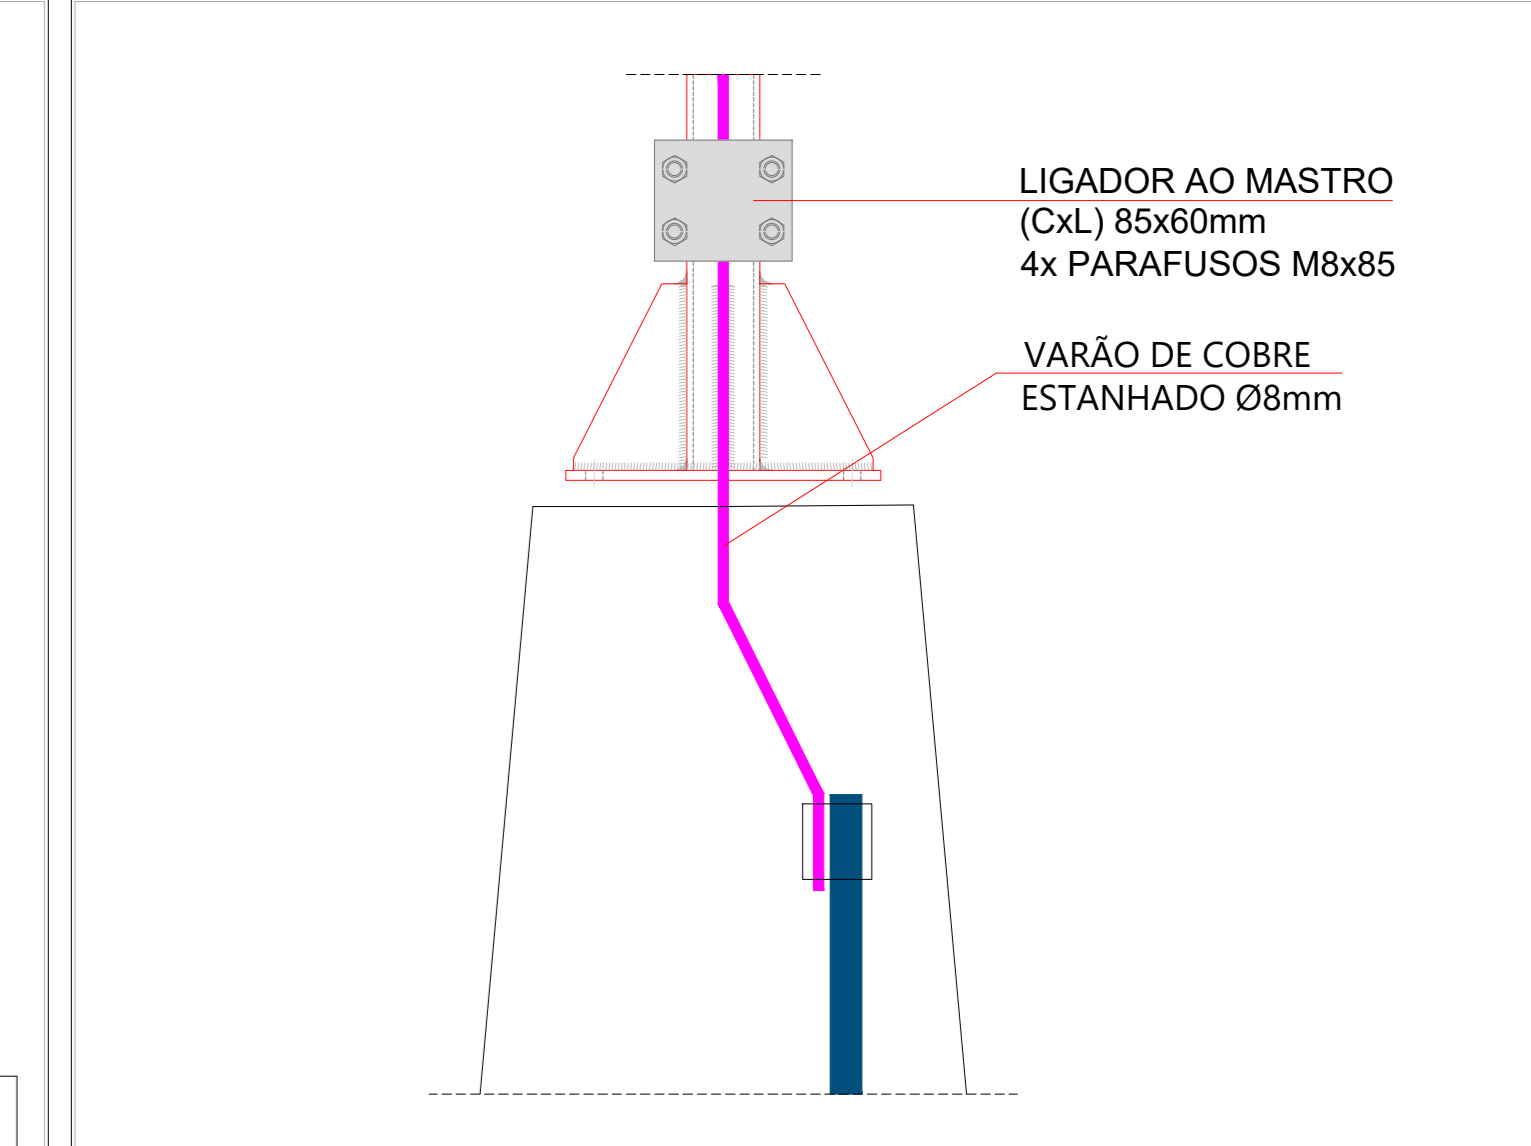 LIGADOR AO MASTRO
(CxL) 85x60mm
4x PARAFUSOS M8x85
VARÃO DE COBRE
ESTANHADO Ø8mm